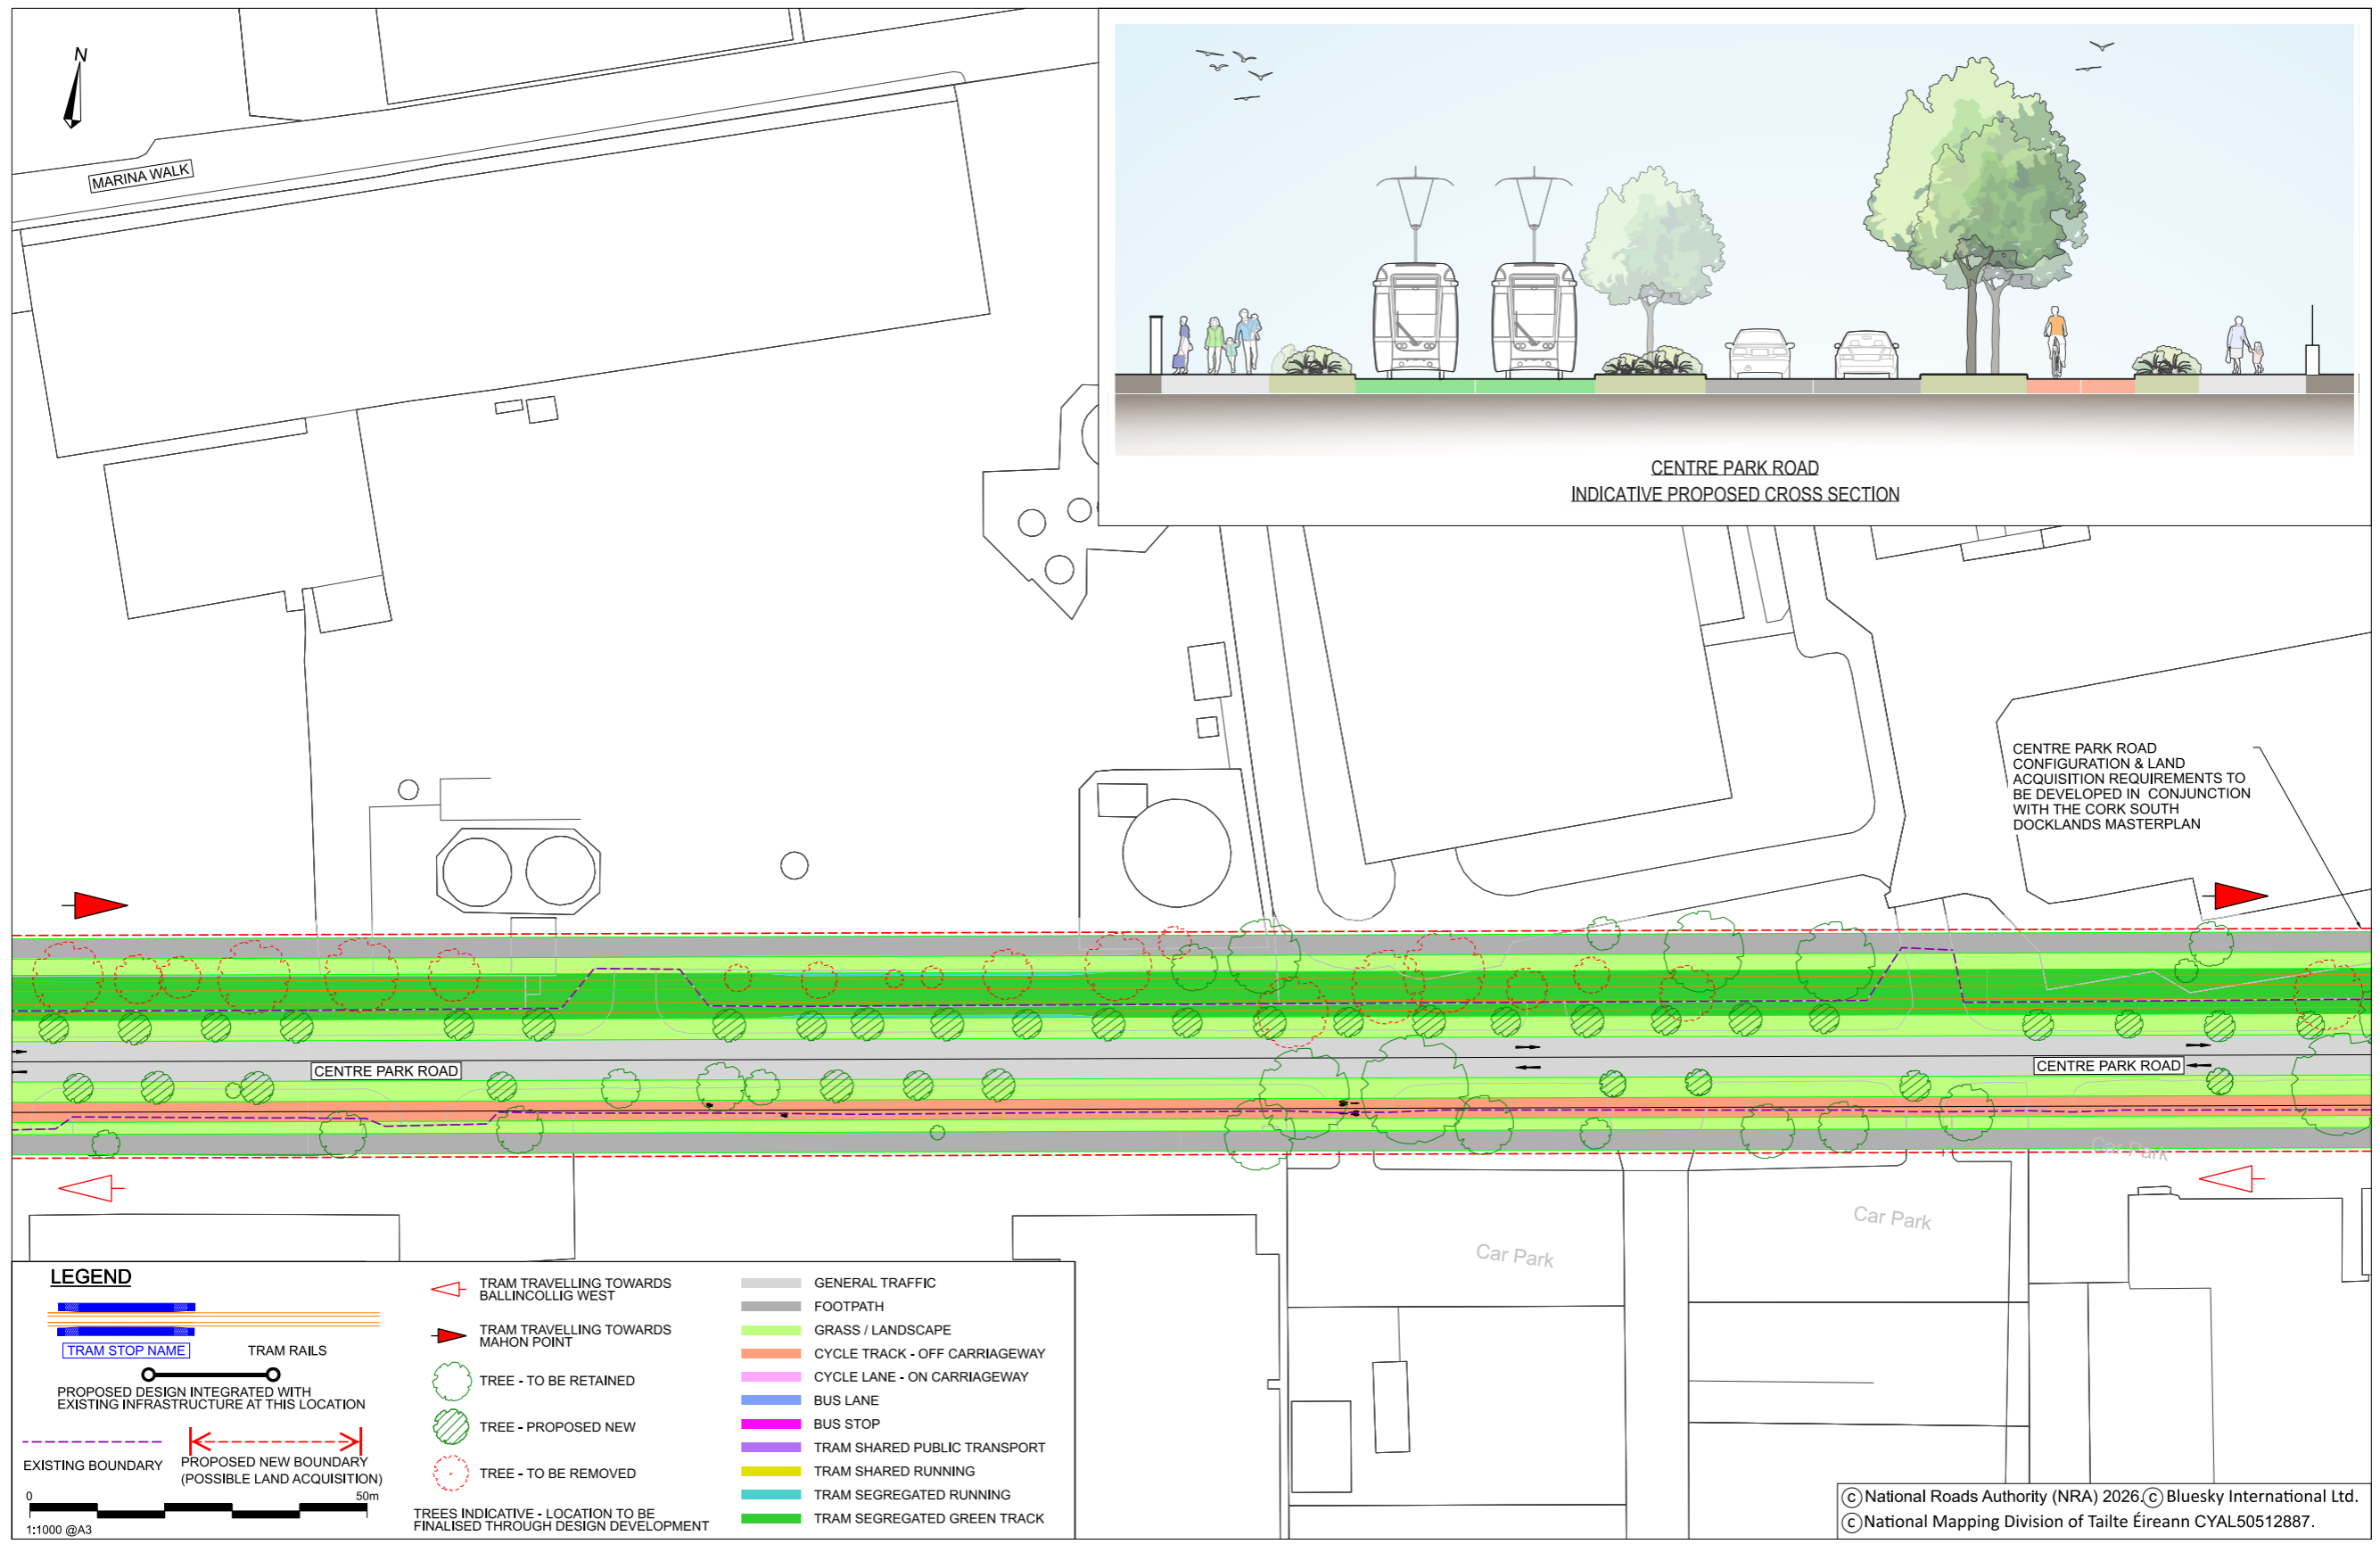 N
MARINA WALK
CENTRE PARK ROAD
INDICATIVE PROPOSED CROSS SECTION
CENTRE PARK ROAD
CONFIGURATION & LAND
ACQUISITION REQUIREMENTS TO
BE DEVELOPED IN CONJUNCTION
WITH THE CORK SOUTH
DOCKLANDS MASTERPLAN
CENTRE PARK ROAD
CENTRE PARK ROAD
Car Park
Car Park
Car Park
LEGEND
TRAM STOP NAME
TRAM RAILS
PROPOSED DESIGN INTEGRATED WITH
EXISTING INFRASTRUCTURE AT THIS LOCATION
EXISTING BOUNDARY
PROPOSED NEW BOUNDARY
(POSSIBLE LAND ACQUISITION)
0
50m
1:1000 @A3
TRAM TRAVELLING TOWARDS
BALLINCOLLIG WEST
TRAM TRAVELLING TOWARDS
MAHON POINT
TREE - TO BE RETAINED
TREE - PROPOSED NEW
TREE - TO BE REMOVED
TREES INDICATIVE - LOCATION TO BE
FINALISED THROUGH DESIGN DEVELOPMENT
GENERAL TRAFFIC
FOOTPATH
GRASS / LANDSCAPE
CYCLE TRACK - OFF CARRIAGEWAY
CYCLE LANE - ON CARRIAGEWAY
BUS LANE
BUS STOP
TRAM SHARED PUBLIC TRANSPORT
TRAM SHARED RUNNING
TRAM SEGREGATED RUNNING
TRAM SEGREGATED GREEN TRACK
© National Roads Authority (NRA) 2026. © Bluesky International Ltd.
© National Mapping Division of Tailte Éireann CYAL50512887.